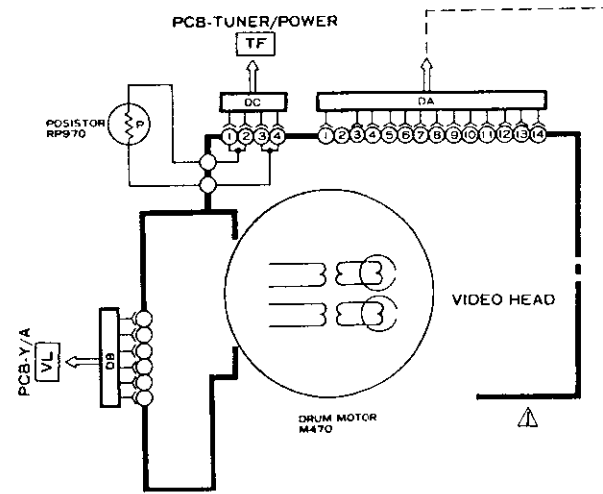 PCB-TUNER/POWER
TF
DC
DA
POSISTOR
RP970
P
1 2 3 4
1 2 3 4 5 6 7 8 9 10 11 12 13 14
VIDEO HEAD
PCB-Y/A
VL
DB
DRUM MOTOR
M470